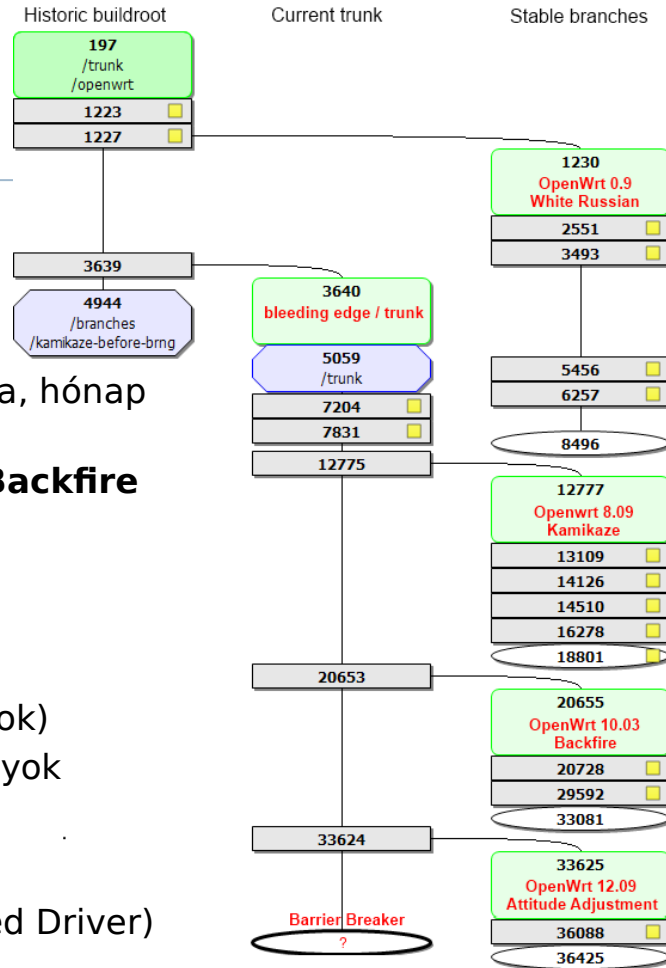 Historic buildroot
Current trunk
Stable branches
197
/trunk
/openwrt
1223
1227
1230
OpenWrt 0.9
White Russian
2551
3493
3639
3640
bleeding edge / trunk
4944
/branches
/kamikaze-before-brng
5059
/trunk
5456
6257
a, hónap
7204
7831
8496
12775
Backfire
12777
Openwrt 8.09
Kamikaze
13109
14126
14510
16278
18801
20653
ok)
20655
OpenWrt 10.03
Backfire
yok
20728
29592
33081
33624
33625
OpenWrt 12.09
Attitude Adjustment
ed Driver)
Barrier Breaker
?
36088
36425